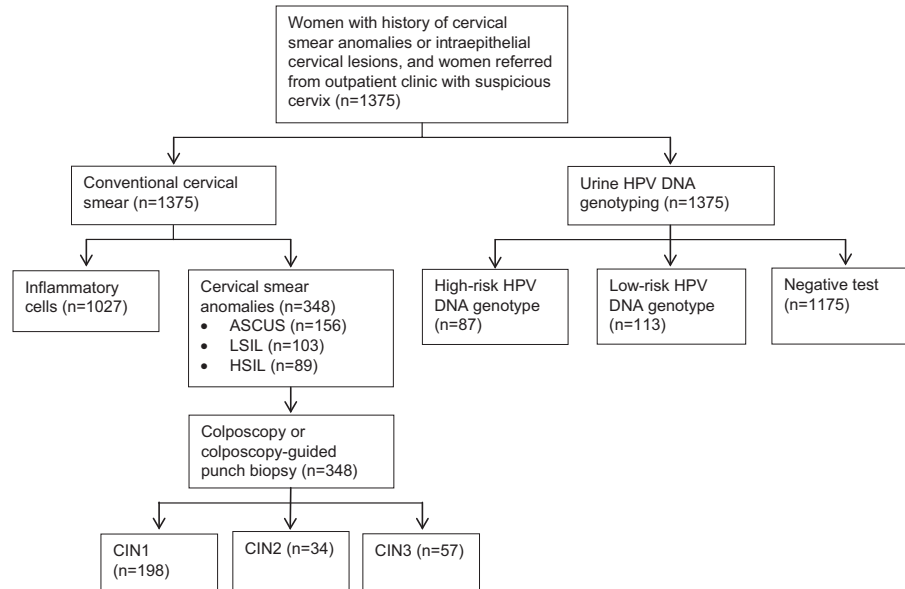 Women with history of cervical
smear anomalies or intraepithelial
cervical lesions, and women referred
from outpatient clinic with suspicious
cervix (n=1375)
Conventional cervical
smear (n=1375)
Urine HPV DNA
genotyping (n=1375)
Inflammatory
cells (n=1027)
Cervical smear
anomalies (n=348)
• ASCUS (n=156)
• LSIL (n=103)
• HSIL (n=89)
High-risk HPV
DNA genotype
(n=87)
Low-risk HPV
DNA genotype
(n=113)
Negative test
(n=1175)
Colposcopy or
colposcopy-guided
punch biopsy (n=348)
CIN1
(n=198)
CIN2 (n=34)
CIN3 (n=57)